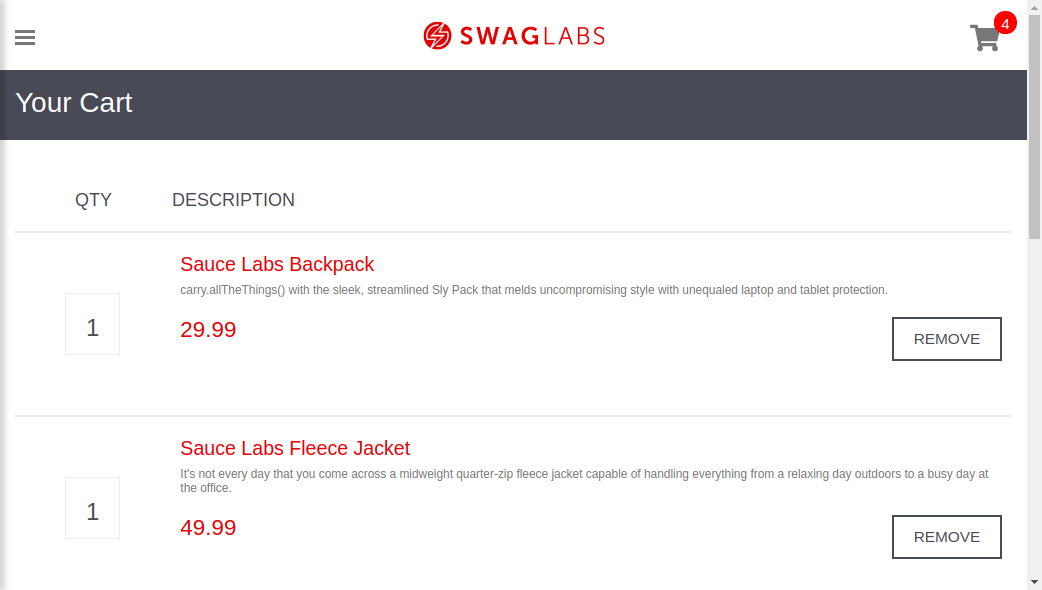 SWAGLABS
4
Your Cart
QTY
DESCRIPTION
Sauce Labs Backpack
carry.allTheThings() with the sleek, streamlined Sly Pack that melds uncompromising style with unequaled laptop and tablet protection.
1
29.99
REMOVE
Sauce Labs Fleece Jacket
It's not every day that you come across a midweight quarter-zip fleece jacket capable of handling everything from a relaxing day outdoors to a busy day at
the office.
1
49.99
REMOVE